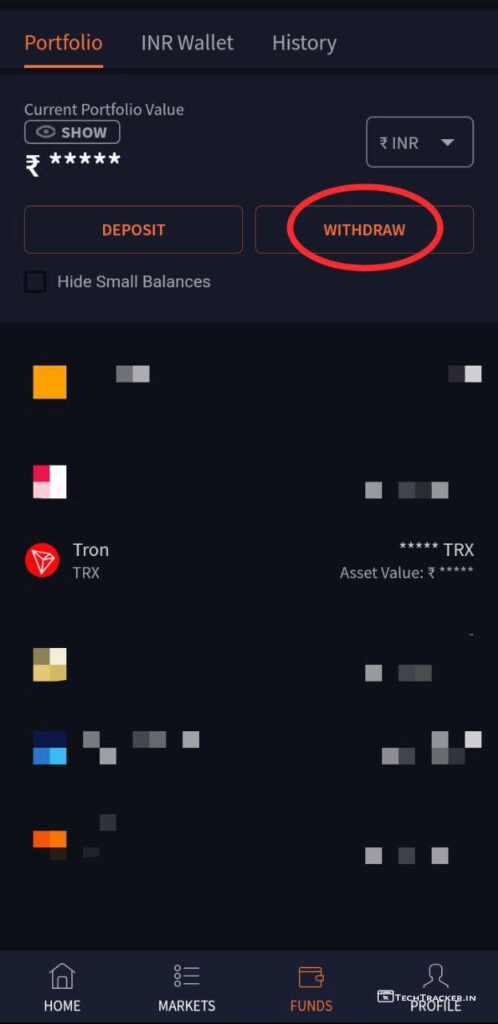 Portfolio INR Wallet History
Current Portfolio Value
SHOW
₹ *****
₹ INR
DEPOSIT WITHDRAW
Hide Small Balances
Tron ***** TRX
TRX Asset Value: ₹ *****
-
HOME MARKETS FUNDS PROFILE
TECHTRACKER.IN